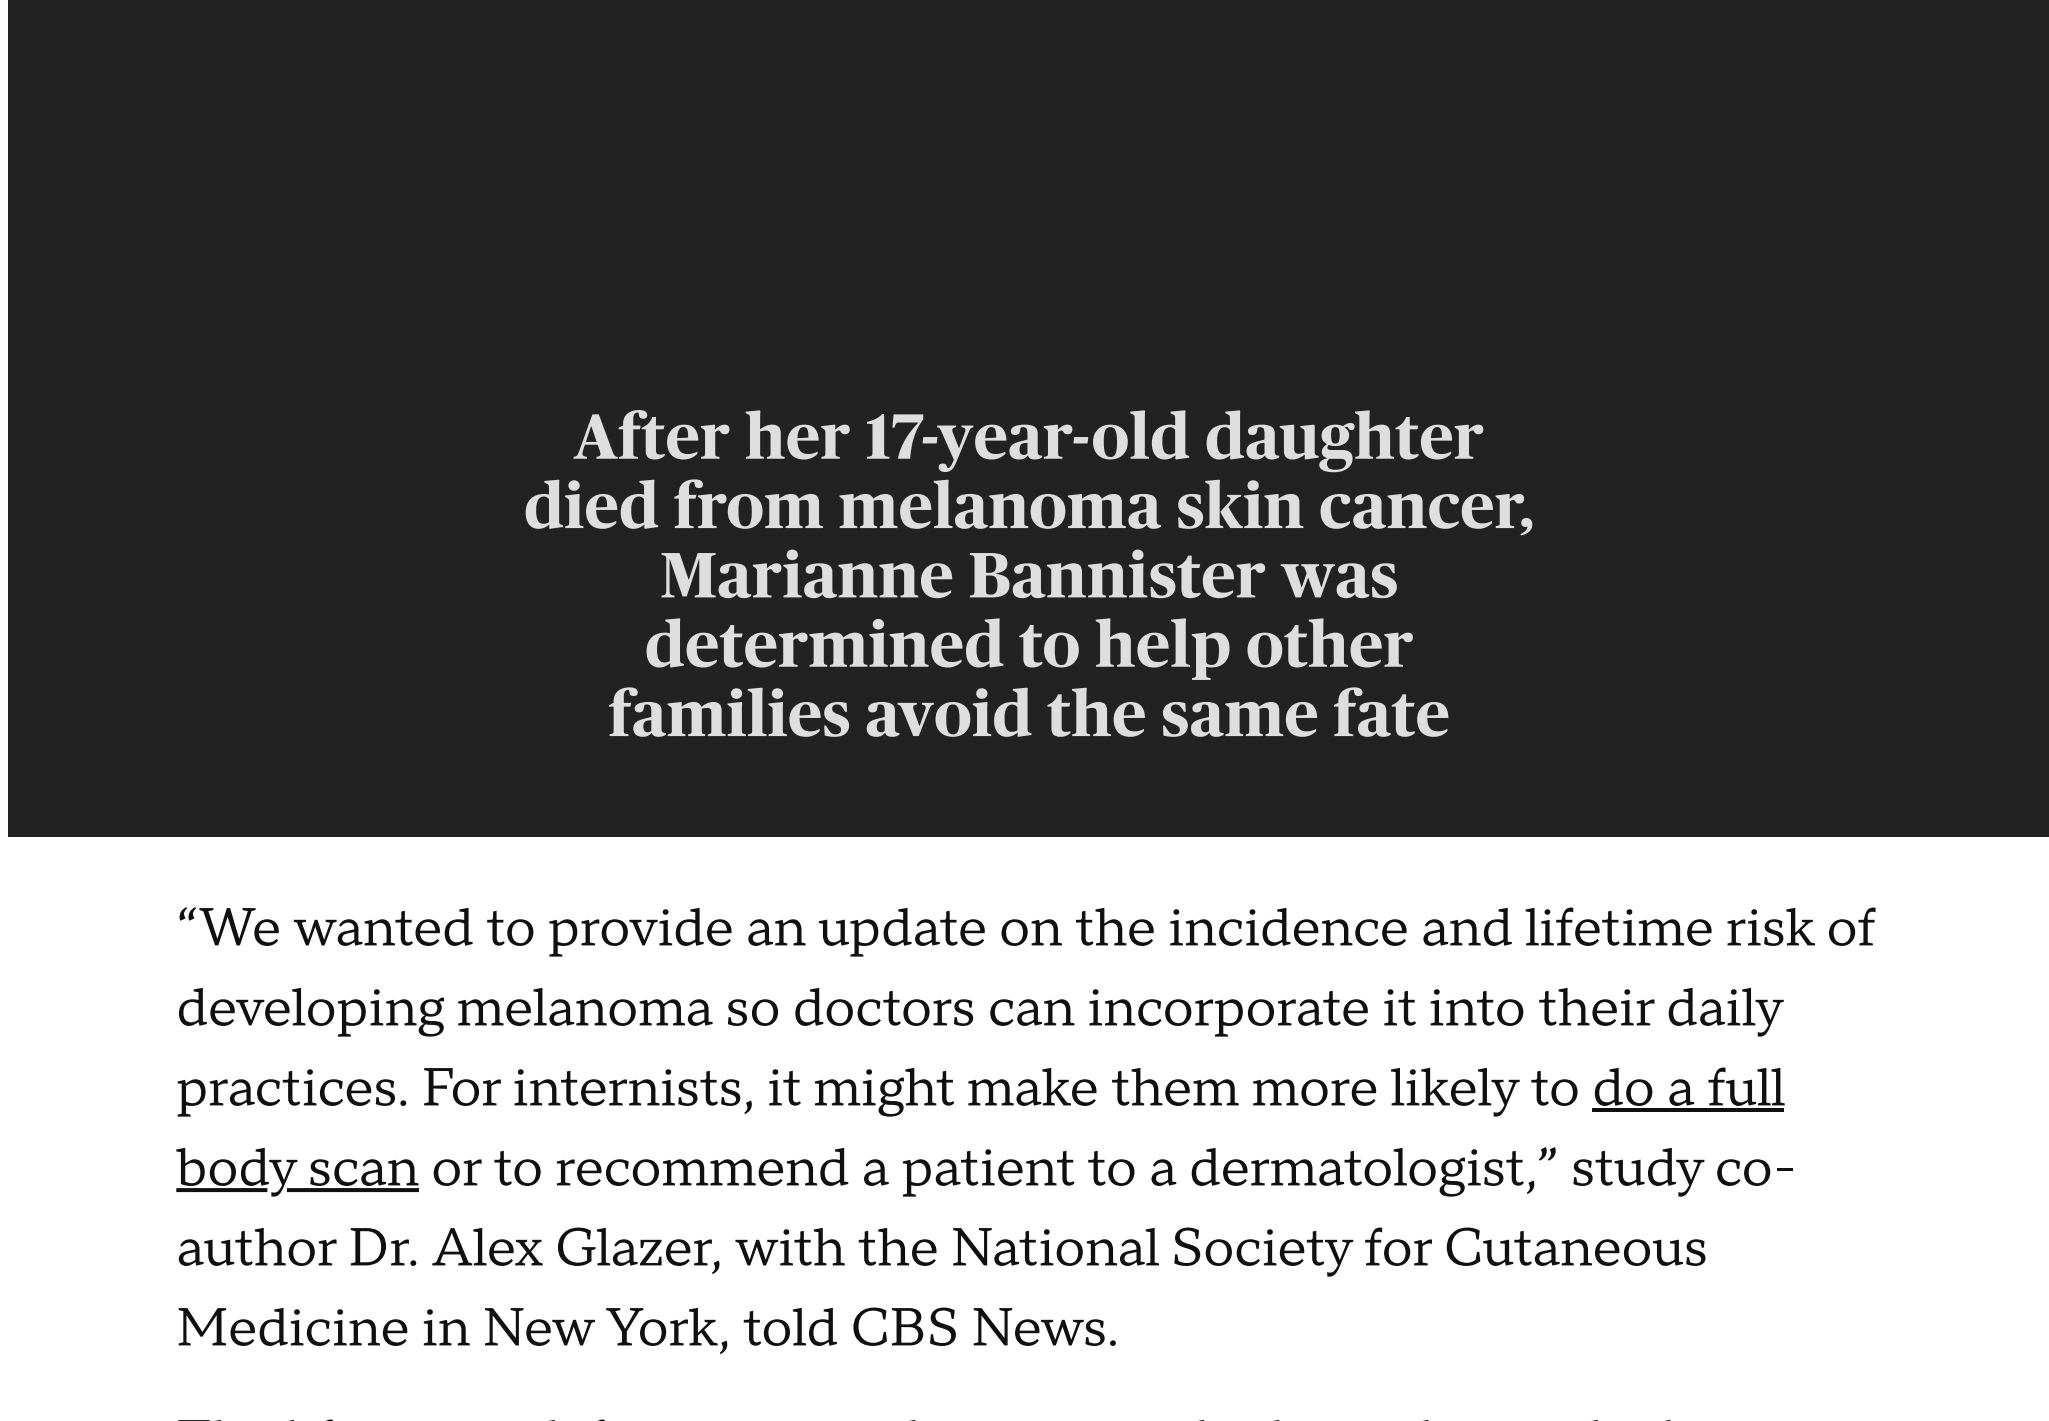 After her 17-year-old daughter
died from melanoma skin cancer,
Marianne Bannister was
determined to help other
families avoid the same fate
“We wanted to provide an update on the incidence and lifetime risk of
developing melanoma so doctors can incorporate it into their daily
practices. For internists, it might make them more likely to do a full
body scan or to recommend a patient to a dermatologist,” study co-
author Dr. Alex Glazer, with the National Society for Cutaneous
Medicine in New York, told CBS News.